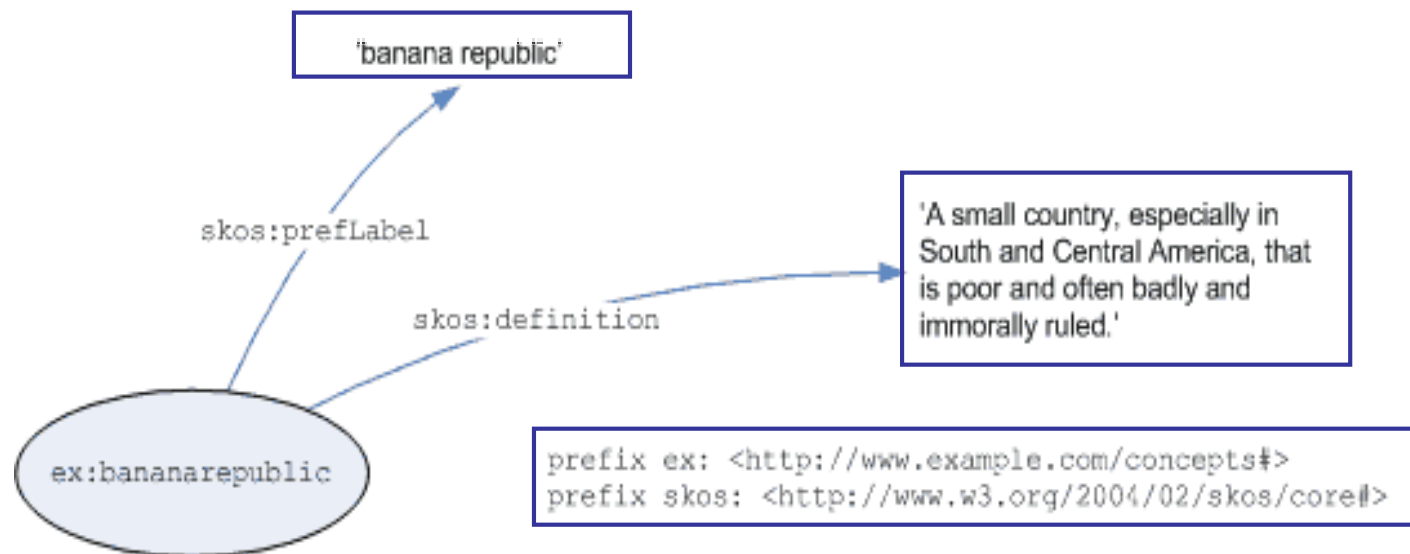 'banana republic'
skos:prefLabel
'A small country, especially in
South and Central America, that
is poor and often badly and
immorally ruled.'
skos:definition
ex:bananarepublic
prefix ex: <http://www.example.com/concepts#>
prefix skos: <http://www.w3.org/2004/02/skos/core#>